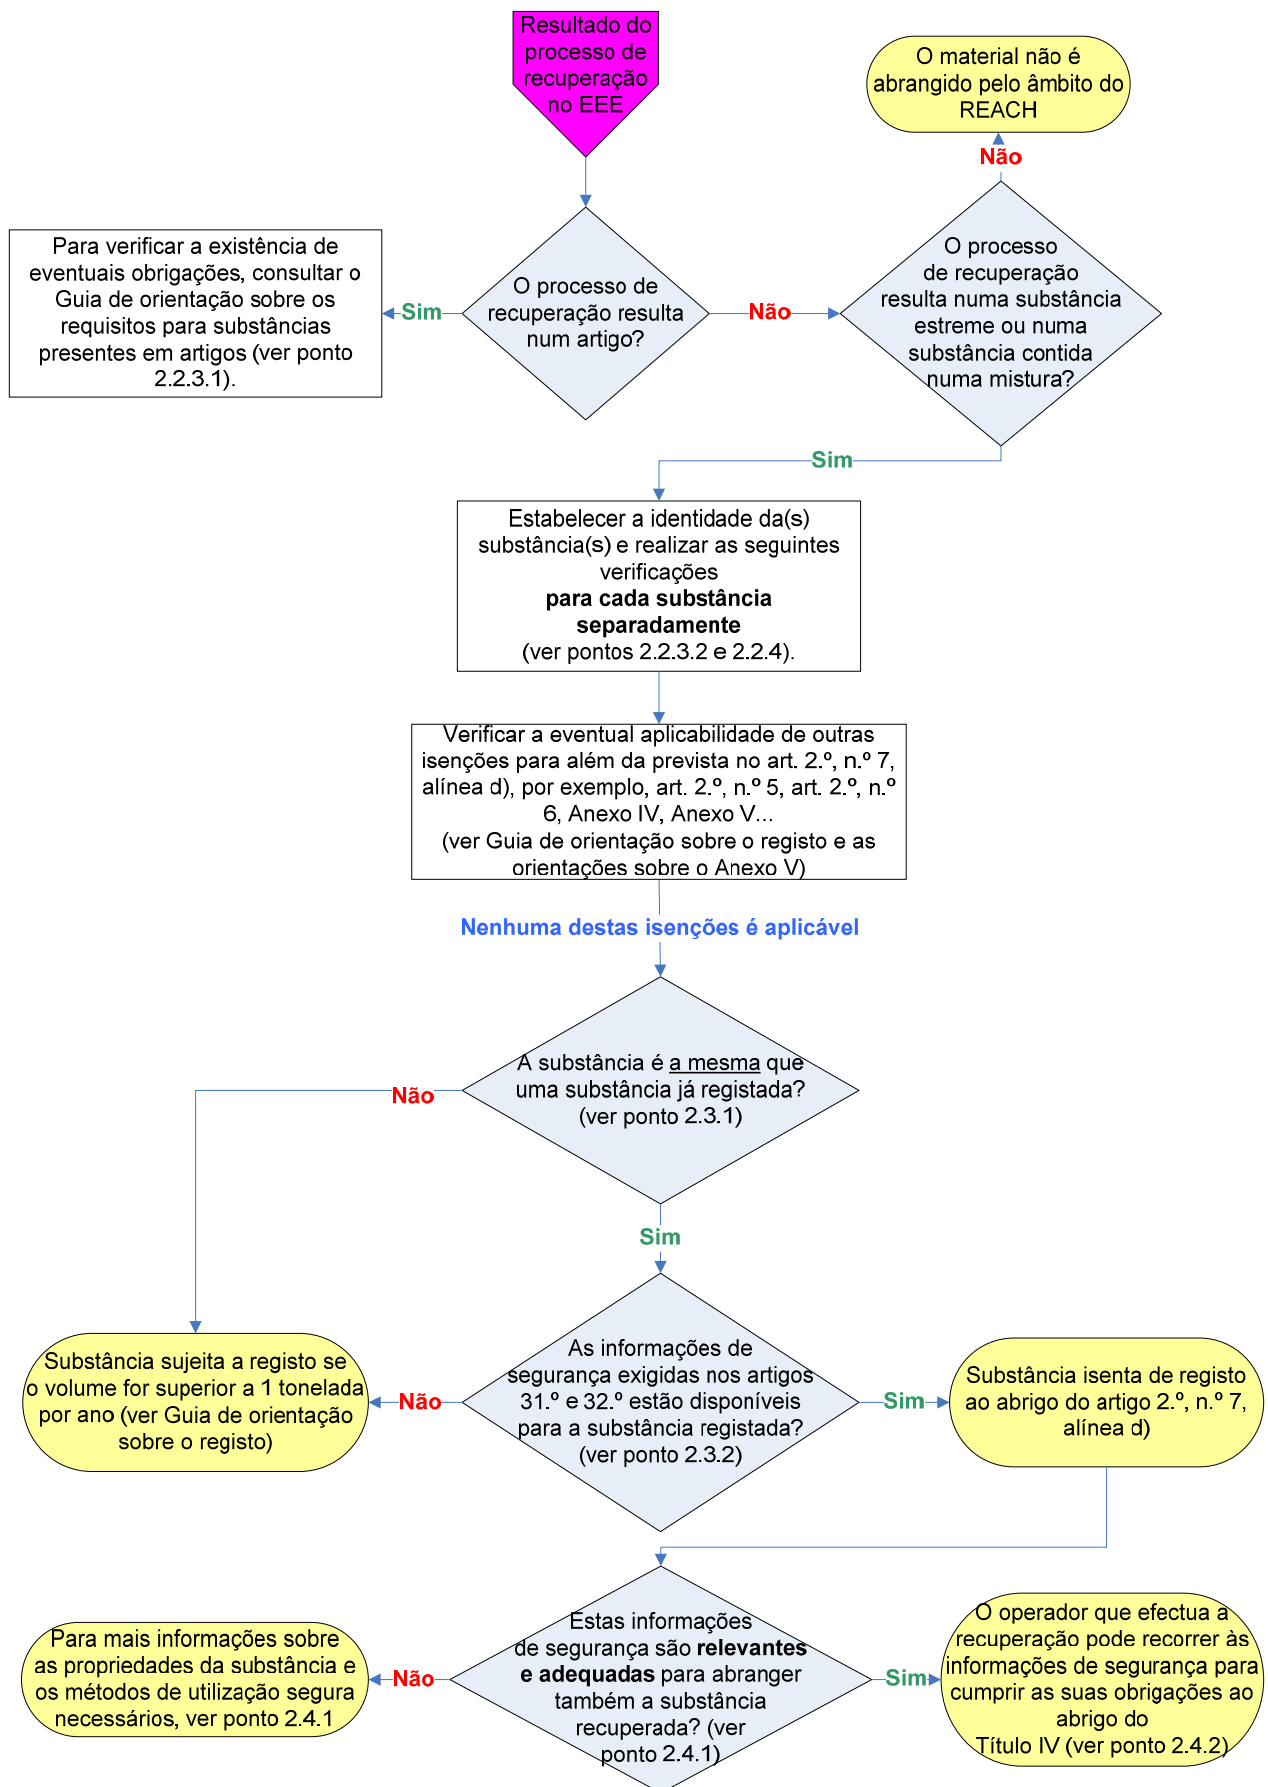 Resultado do
processo de
recuperação
no EEE
O material não é
abrangido pelo âmbito do
REACH
Não
Para verificar a existência de
eventuais obrigações, consultar o
Guia de orientação sobre os
requisitos para substâncias
presentes em artigos (ver ponto
2.2.3.1).
Sim
O processo de
recuperação resulta
num artigo?
Não
O processo
de recuperação
resulta numa substância
estreme ou numa
substância contida
numa mistura?
Sim
Estabelecer a identidade da(s)
substância(s) e realizar as seguintes
verificações
para cada substância
separadamente
(ver pontos 2.2.3.2 e 2.2.4).
Verificar a eventual aplicabilidade de outras
isenções para além da prevista no art. 2.º, n.º 7,
alínea d), por exemplo, art. 2.º, n.º 5, art. 2.º, n.º
6, Anexo IV, Anexo V...
(ver Guia de orientação sobre o registo e as
orientações sobre o Anexo V)
Nenhuma destas isenções é aplicável
A substância é a mesma que
uma substância já registada?
(ver ponto 2.3.1)
Não
Sim
Substância sujeita a registo se
o volume for superior a 1 tonelada
por ano (ver Guia de orientação
sobre o registo)
Não
As informações de
segurança exigidas nos artigos
31.º e 32.º estão disponíveis
para a substância registada?
(ver ponto 2.3.2)
Sim
Substância isenta de registo
ao abrigo do artigo 2.º, n.º 7,
alínea d)
Para mais informações sobre
as propriedades da substância e
os métodos de utilização segura
necessários, ver ponto 2.4.1
Não
Estas informações
de segurança são relevantes
e adequadas para abranger
também a substância
recuperada? (ver
ponto 2.4.1)
Sim
O operador que efectua a
recuperação pode recorrer às
informações de segurança para
cumprir as suas obrigações ao
abrigo do
Título IV (ver ponto 2.4.2)